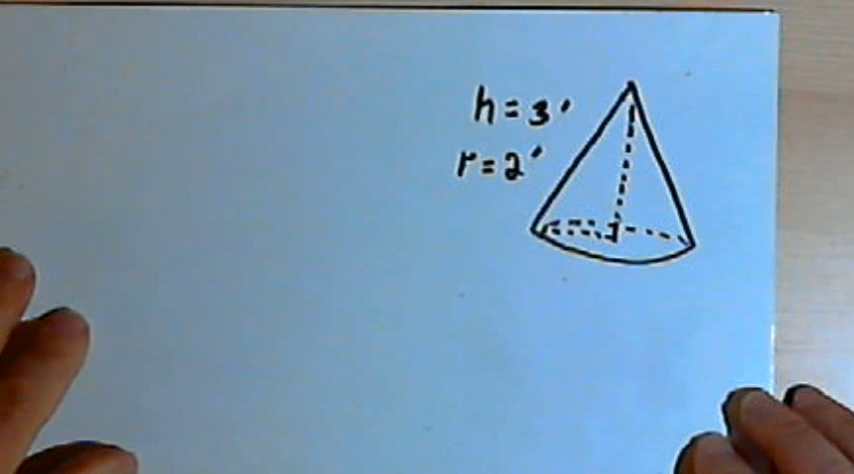 h = 3'
r = 2'